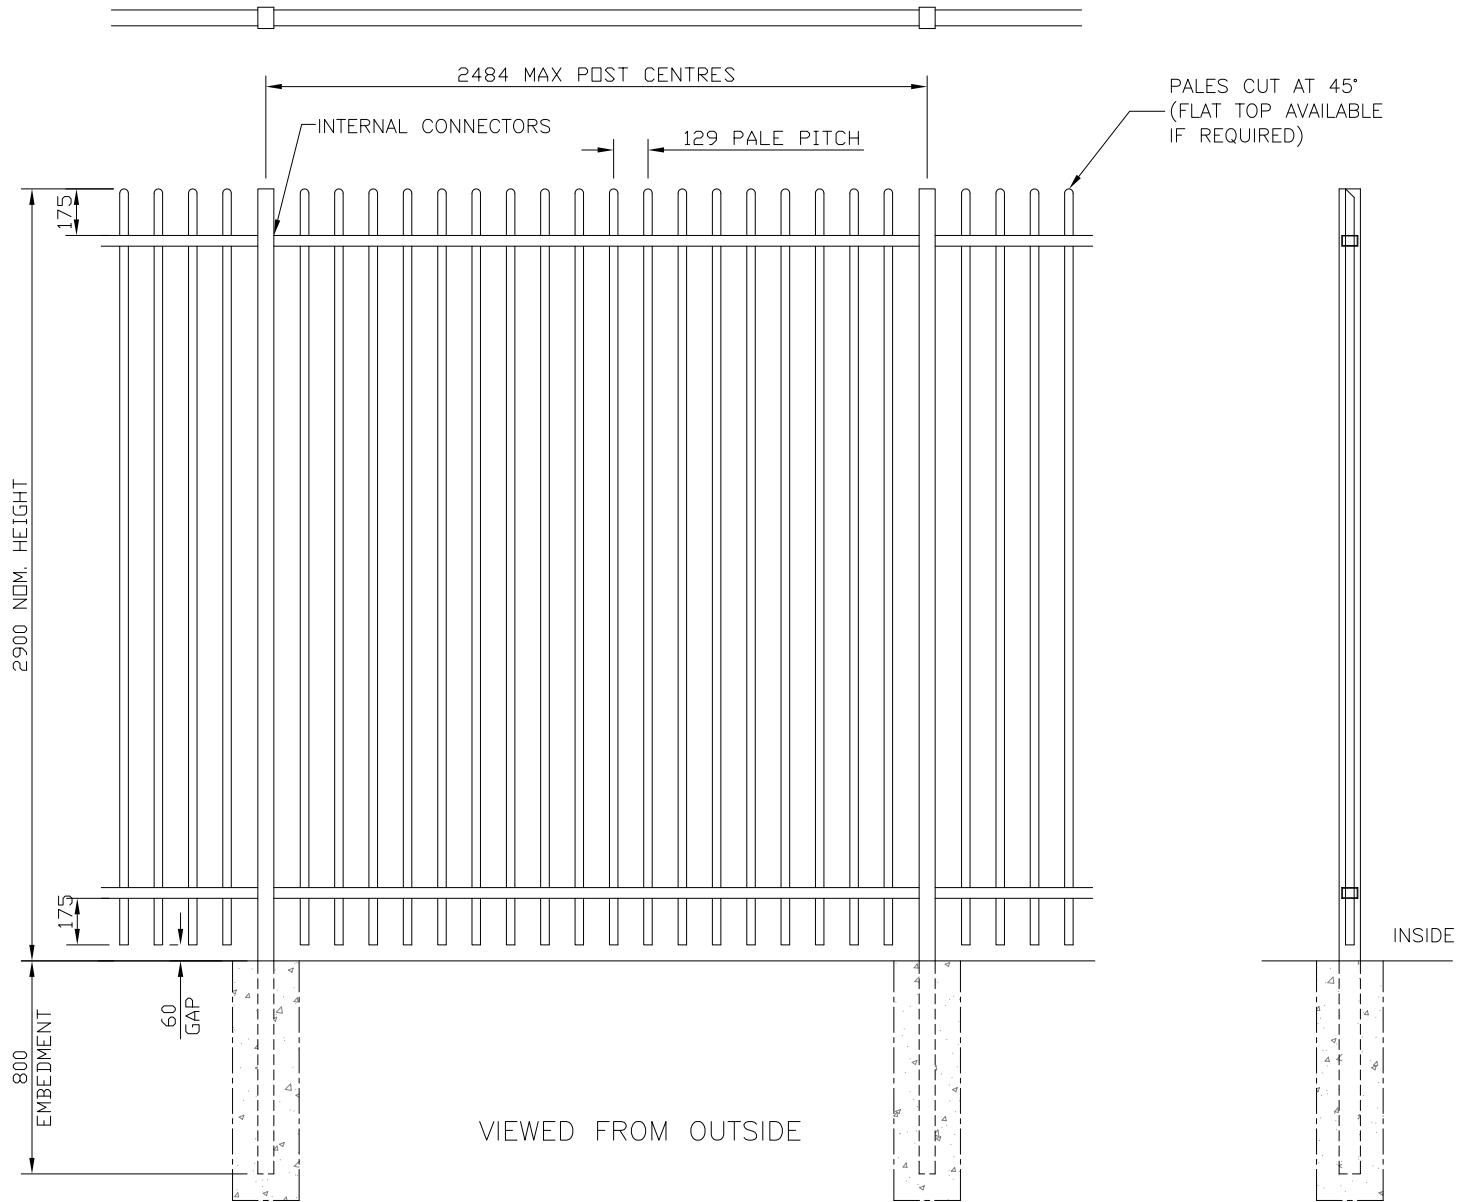 2484 MAX POST CENTRES
PALES CUT AT 45°
(FLAT TOP AVAILABLE
IF REQUIRED)
INTERNAL CONNECTORS
129 PALE PITCH
175
2900 NOM. HEIGHT
175
INSIDE
60
GAP
800
EMBEDMENT
VIEWED FROM OUTSIDE